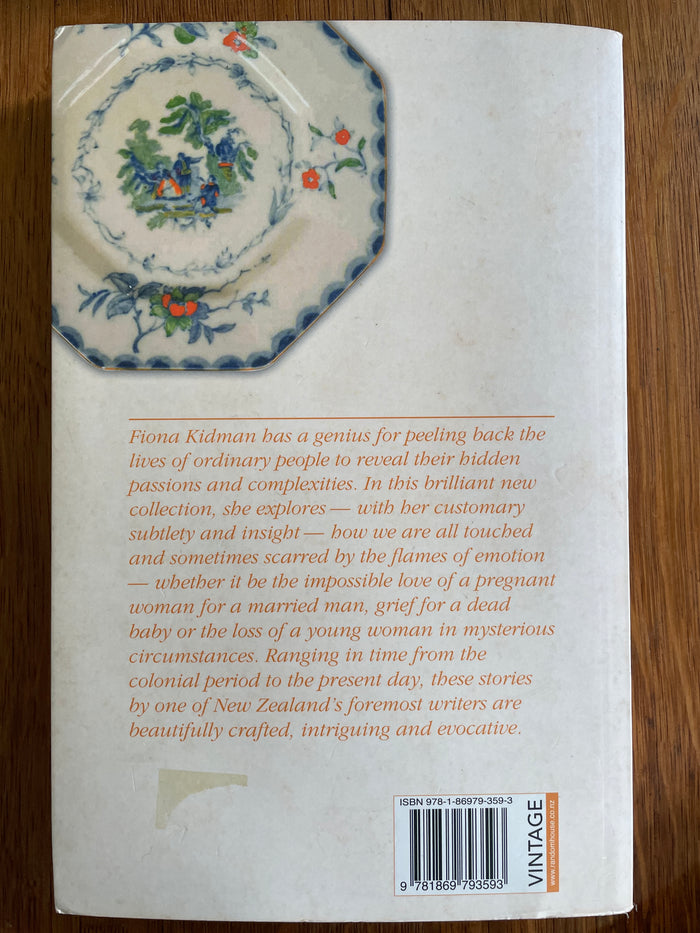 Fiona Kidman has a genius for peeling back the
lives of ordinary people to reveal their hidden
passions and complexities. In this brilliant new
collection, she explores — with her customary
subtlety and insight — how we are all touched
and sometimes scarred by the flames of emotion
— whether it be the impossible love of a pregnant
woman for a married man, grief for a dead
baby or the loss of a young woman in mysterious
circumstances. Ranging in time from the
colonial period to the present day, these stories
by one of New Zealand's foremost writers are
beautifully crafted, intriguing and evocative.
ISBN 978-1-86979-359-3
9 781869 793593
VINTAGE
www.randomhouse.co.nz